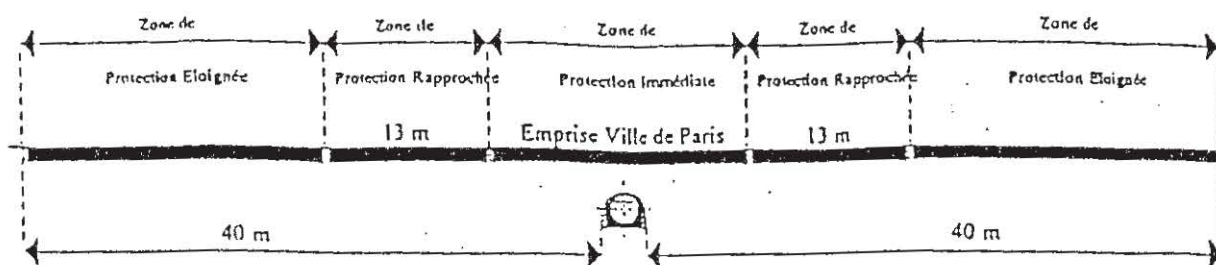 Zone de Zone de Zone de Zone de Zone de
Protection Eloignée Protection Rapprochée Protection Immédiate Protection Rapprochée Protection Eloignée
13 m Emprise Ville de Paris 13 m
40 m 40 m